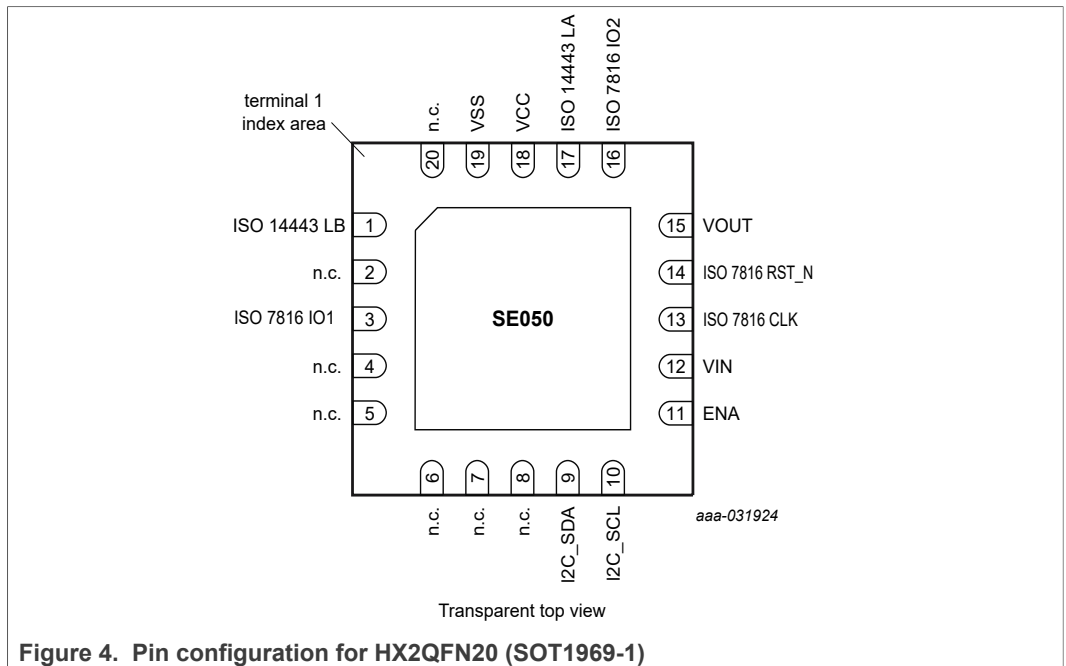 terminal 1
index area
n.c.
VSS
VCC
ISO 14443 LA
ISO 7816 IO2
20
19
18
17
16
ISO 14443 LB
1
n.c.
2
ISO 7816 IO1
3
n.c.
4
n.c.
5
SE050
15
VOUT
14
ISO 7816 RST_N
13
ISO 7816 CLK
12
VIN
11
ENA
6
7
8
9
10
n.c.
n.c.
n.c.
I2C_SDA
I2C_SCL
aaa-031924
Transparent top view
Figure 4. Pin configuration for HX2QFN20 (SOT1969-1)